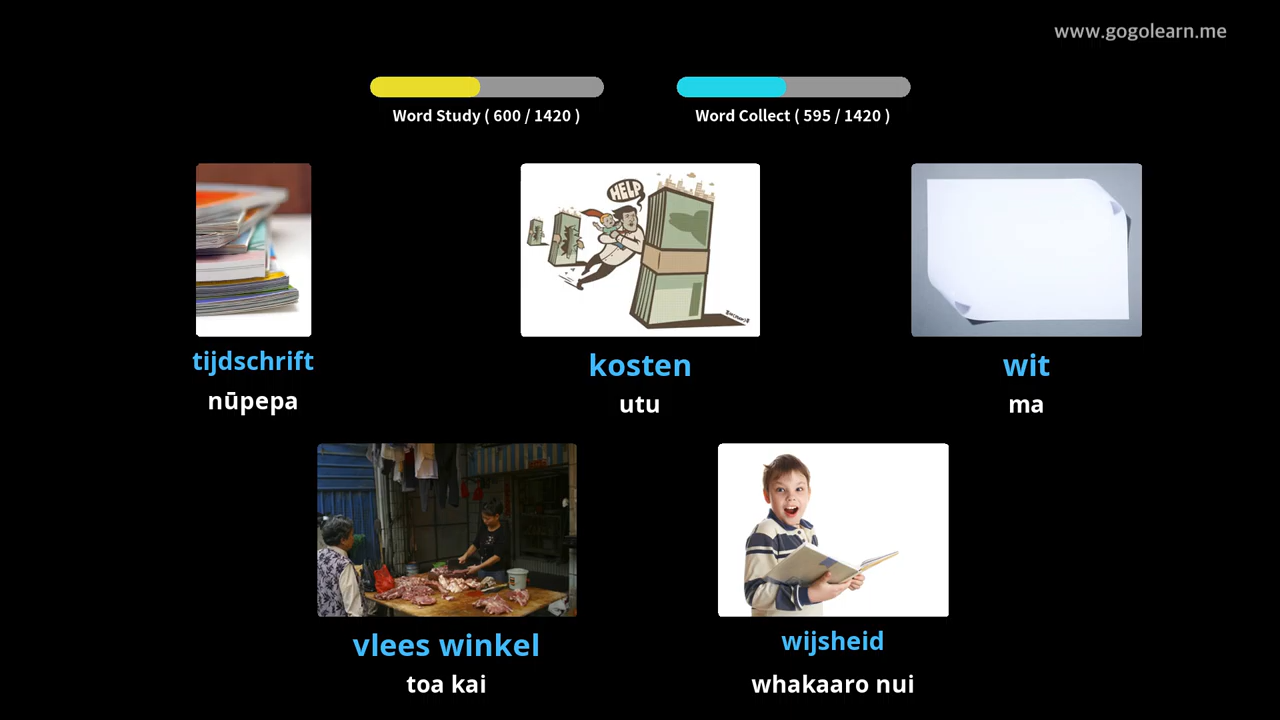 www.gogolearn.me
Word Study ( 600 / 1420 )
Word Collect ( 595 / 1420 )
HELP
tijdschrift
nūpepa
kosten
utu
wit
ma
vlees winkel
toa kai
wijsheid
whakaaro nui